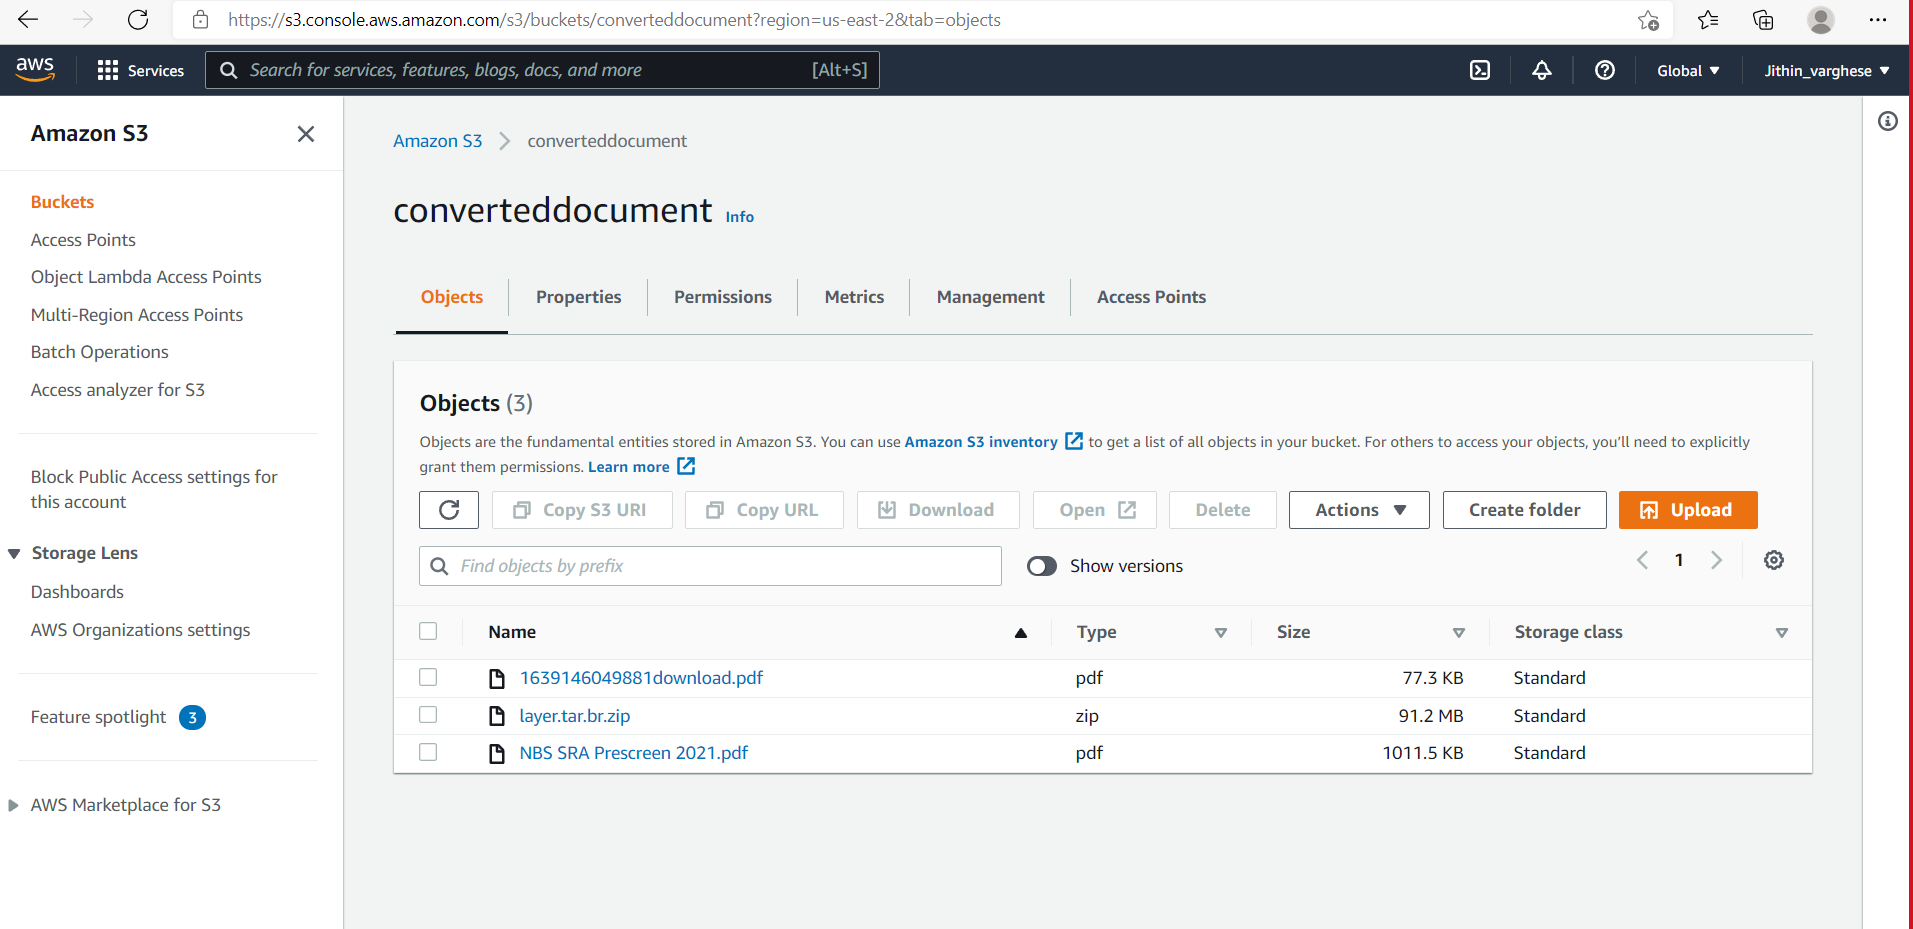 https://s3.console.aws.amazon.com/s3/buckets/converteddocument?region=us-east-2&tab=objects
aws
Services
Search for services, features, blogs, docs, and more
[Alt+S]
Global
Jithin_varghese
Amazon S3
Buckets
Access Points
Object Lambda Access Points
Multi-Region Access Points
Batch Operations
Access analyzer for S3
Block Public Access settings for
this account
Storage Lens
Dashboards
AWS Organizations settings
Feature spotlight 3
AWS Marketplace for S3
Amazon S3 converteddocument
converteddocument Info
Objects Properties Permissions Metrics Management Access Points
Objects (3)
Objects are the fundamental entities stored in Amazon S3. You can use Amazon S3 inventory to get a list of all objects in your bucket. For others to access your objects, you’ll need to explicitly
grant them permissions. Learn more
Copy S3 URI Copy URL Download Open Delete Actions Create folder Upload
Find objects by prefix Show versions 1
Name Type Size Storage class
1639146049881download.pdf pdf 77.3 KB Standard
layer.tar.br.zip zip 91.2 MB Standard
NBS SRA Prescreen 2021.pdf pdf 1011.5 KB Standard